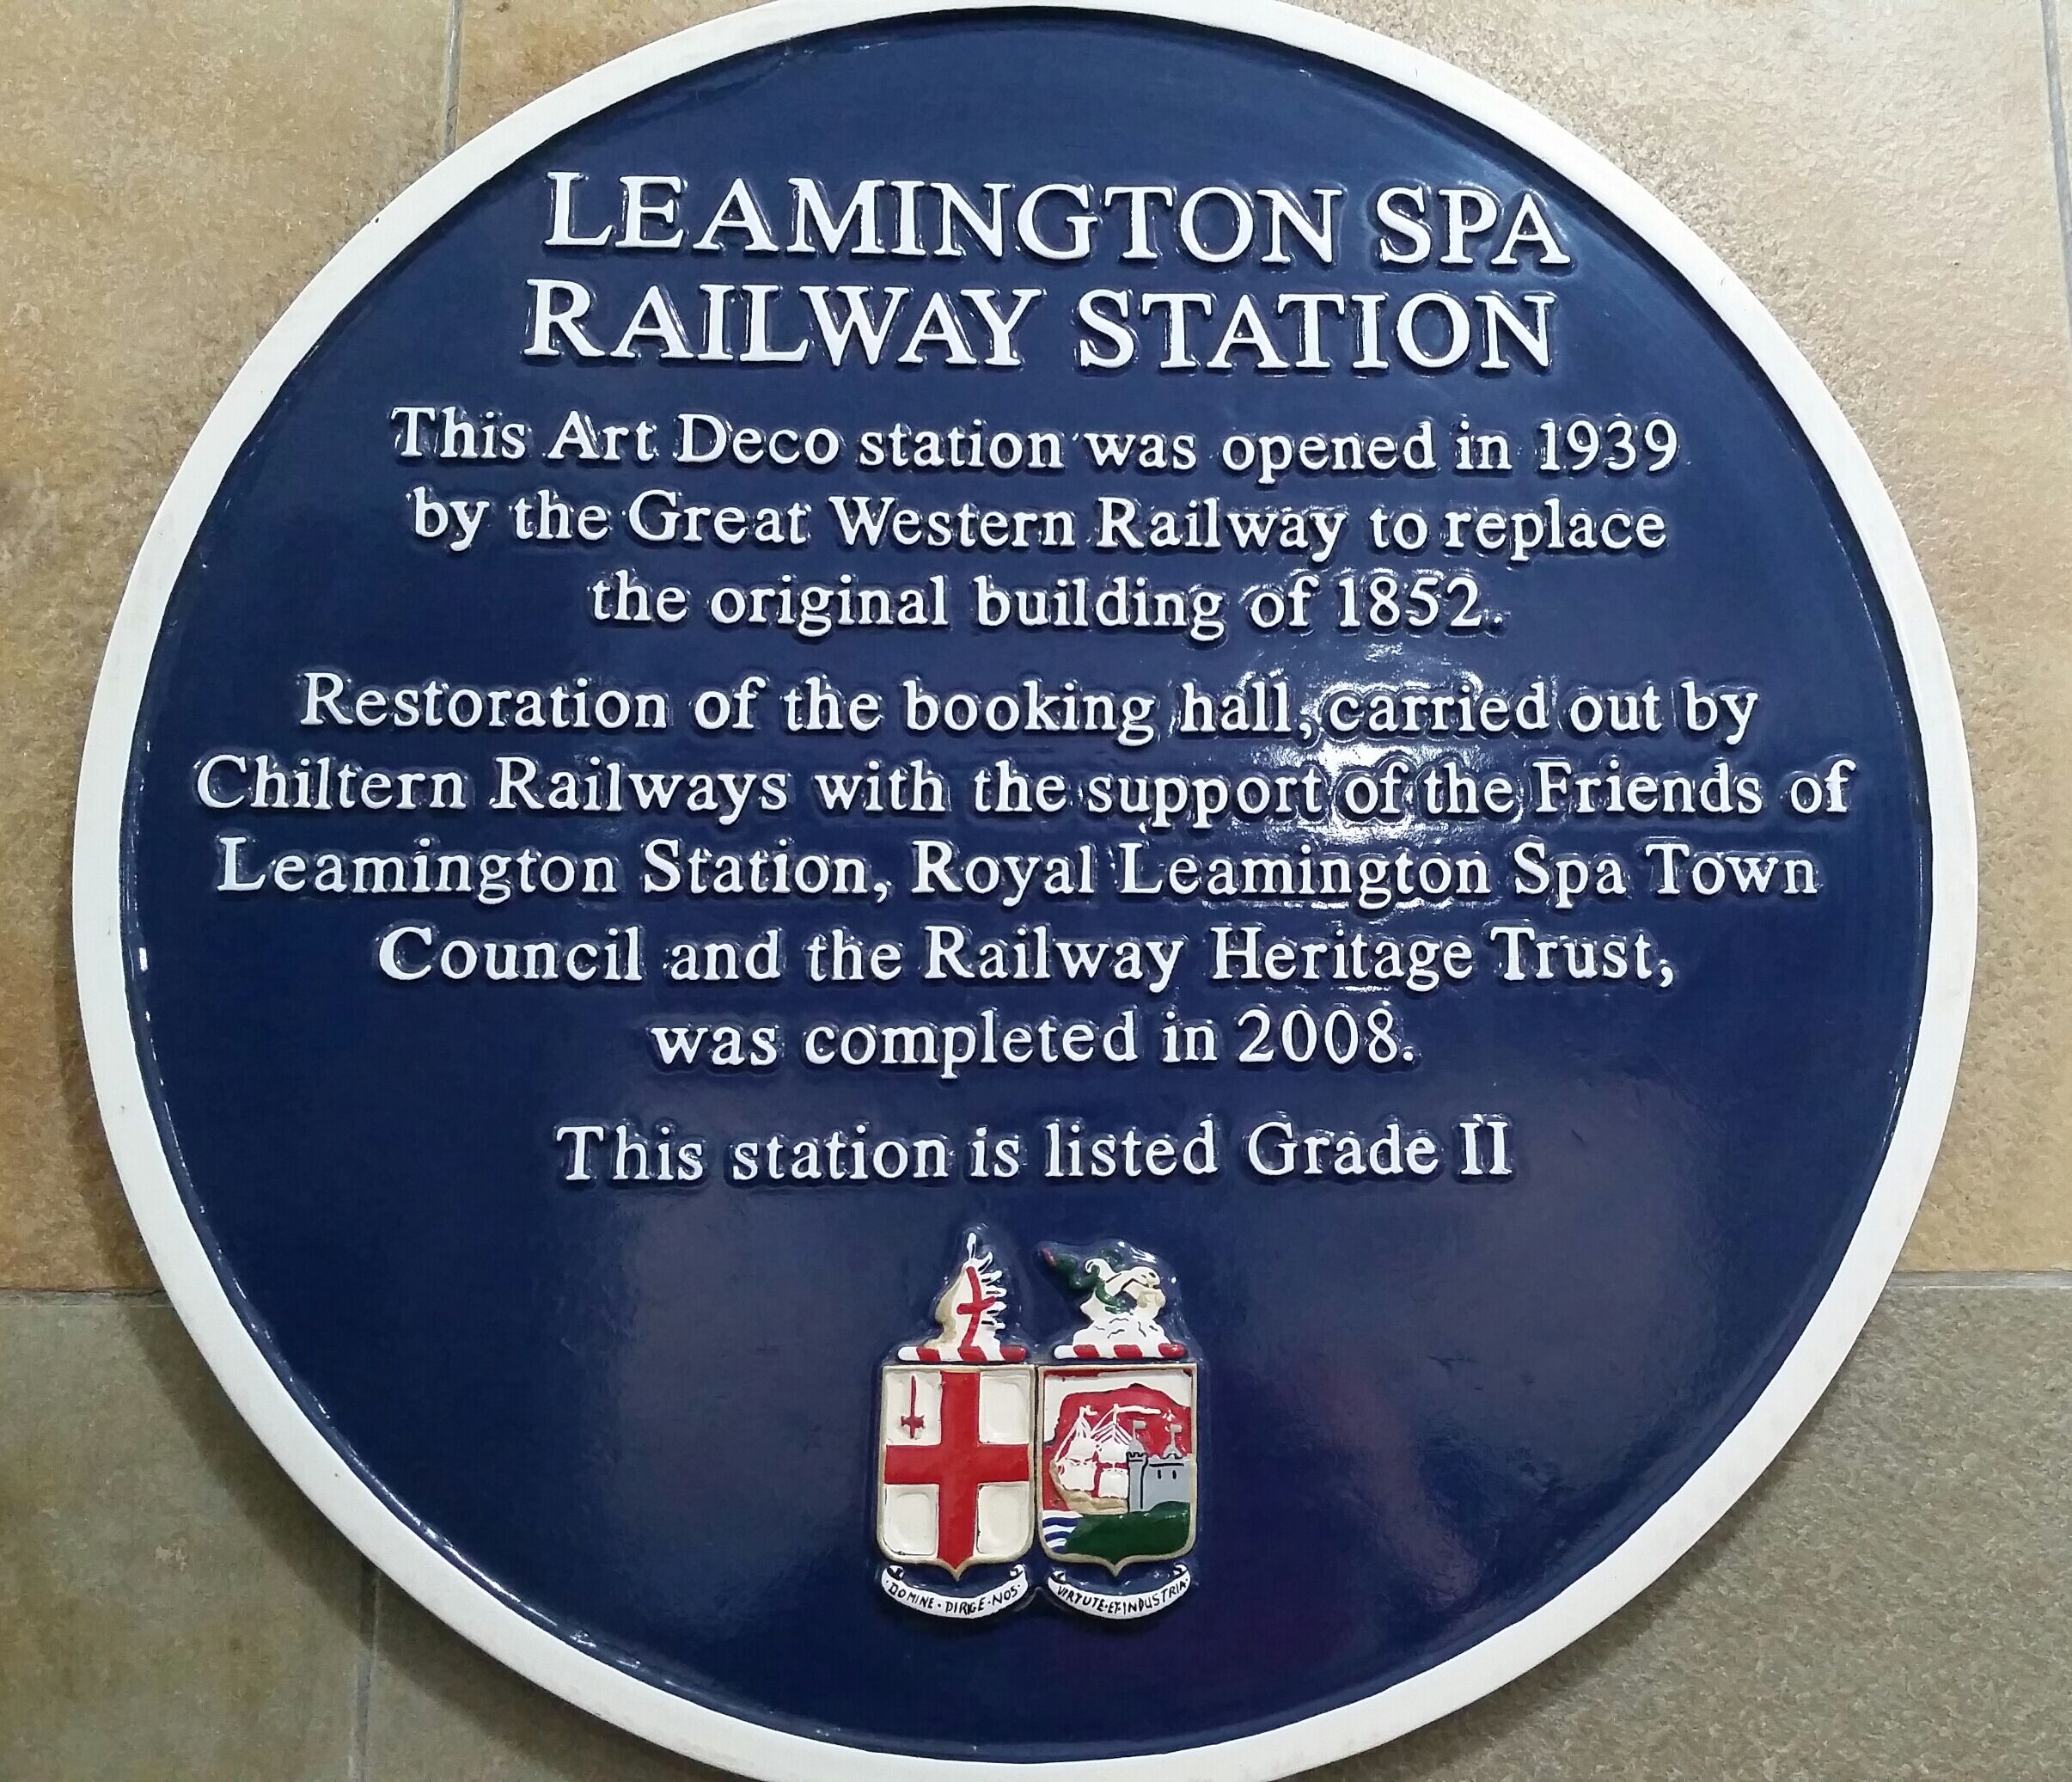 LEAMINGTON SPA
RAILWAY STATION
This Art Deco station was opened in 1939
by the Great Western Railway to replace
the original building of 1852.
Restoration of the booking hall, carried out by
Chiltern Railways with the support of the Friends of
Leamington Station, Royal Leamington Spa Town
Council and the Railway Heritage Trust,
was completed in 2008.
This station is listed Grade II
DOMINE · DIRIGE · NOS
VIRTUTE · ET · INDUSTRIA